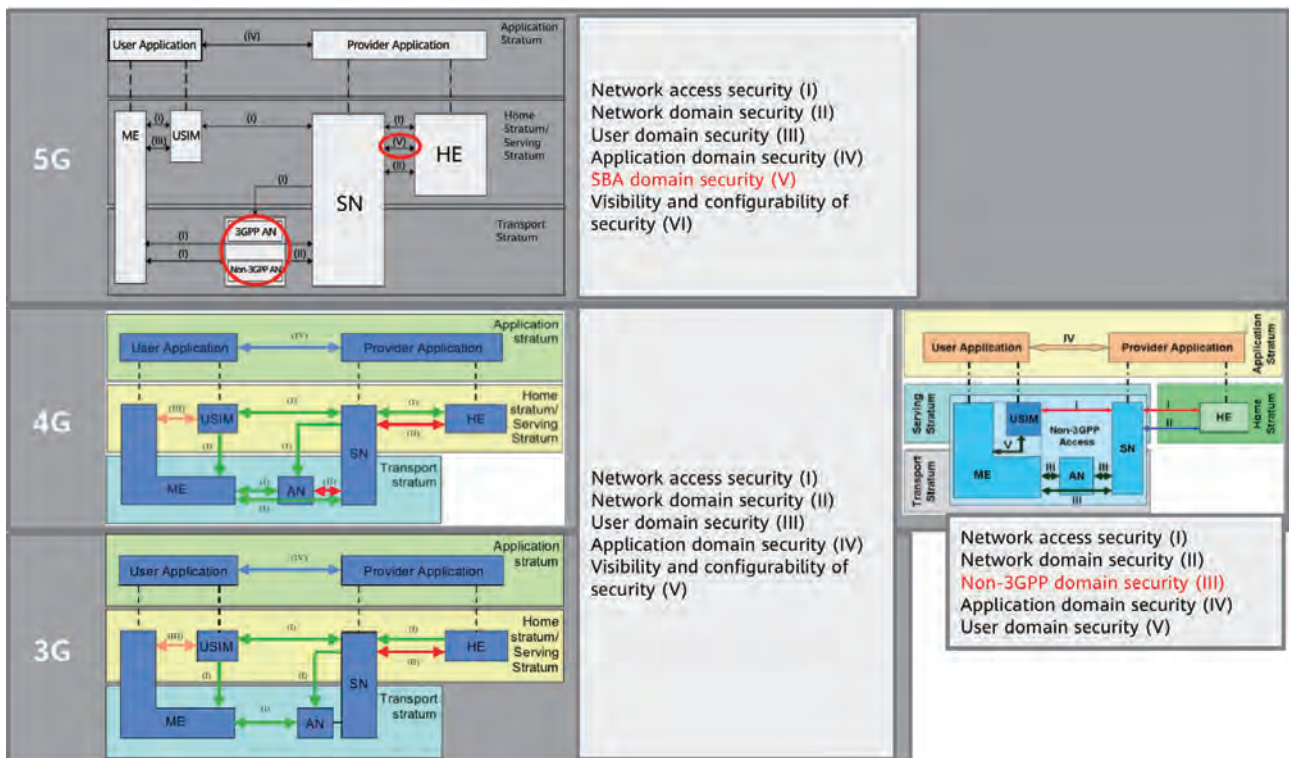 5G
Application
Stratum
User Application
(IV)
Provider Application
Home
Stratum/
Serving
Stratum
ME
(I)
(III)
USIM
(I)
SN
(I)
(V)
(II)
HE
(I)
Transport
Stratum
3GPP AN
(I)
(I)
(II)
Non-3GPP AN
Network access security (I)
Network domain security (II)
User domain security (III)
Application domain security (IV)
SBA domain security (V)
Visibility and configurability of
security (VI)
4G
Application
stratum
User Application
(IV)
Provider Application
Home
stratum/
Serving
Stratum
(III)
USIM
(I)
(I)
(II)
HE
(I)
(I)
SN
Transport
stratum
ME
(I)
AN
(II)
(I)
3G
Application
stratum
User Application
(IV)
Provider Application
Home
stratum/
Serving
Stratum
(III)
USIM
(I)
(I)
(II)
HE
(I)
(I)
SN
Transport
stratum
ME
(I)
AN
Network access security (I)
Network domain security (II)
User domain security (III)
Application domain security (IV)
Visibility and configurability of
security (V)
User Application
IV
Provider Application
Application
Stratum
Serving
Stratum
USIM
I
Non-3GPP
Access
SN
I
II
HE
Home
Stratum
V
Transport
Stratum
ME
III
AN
III
III
Network access security (I)
Network domain security (II)
Non-3GPP domain security (III)
Application domain security (IV)
User domain security (V)